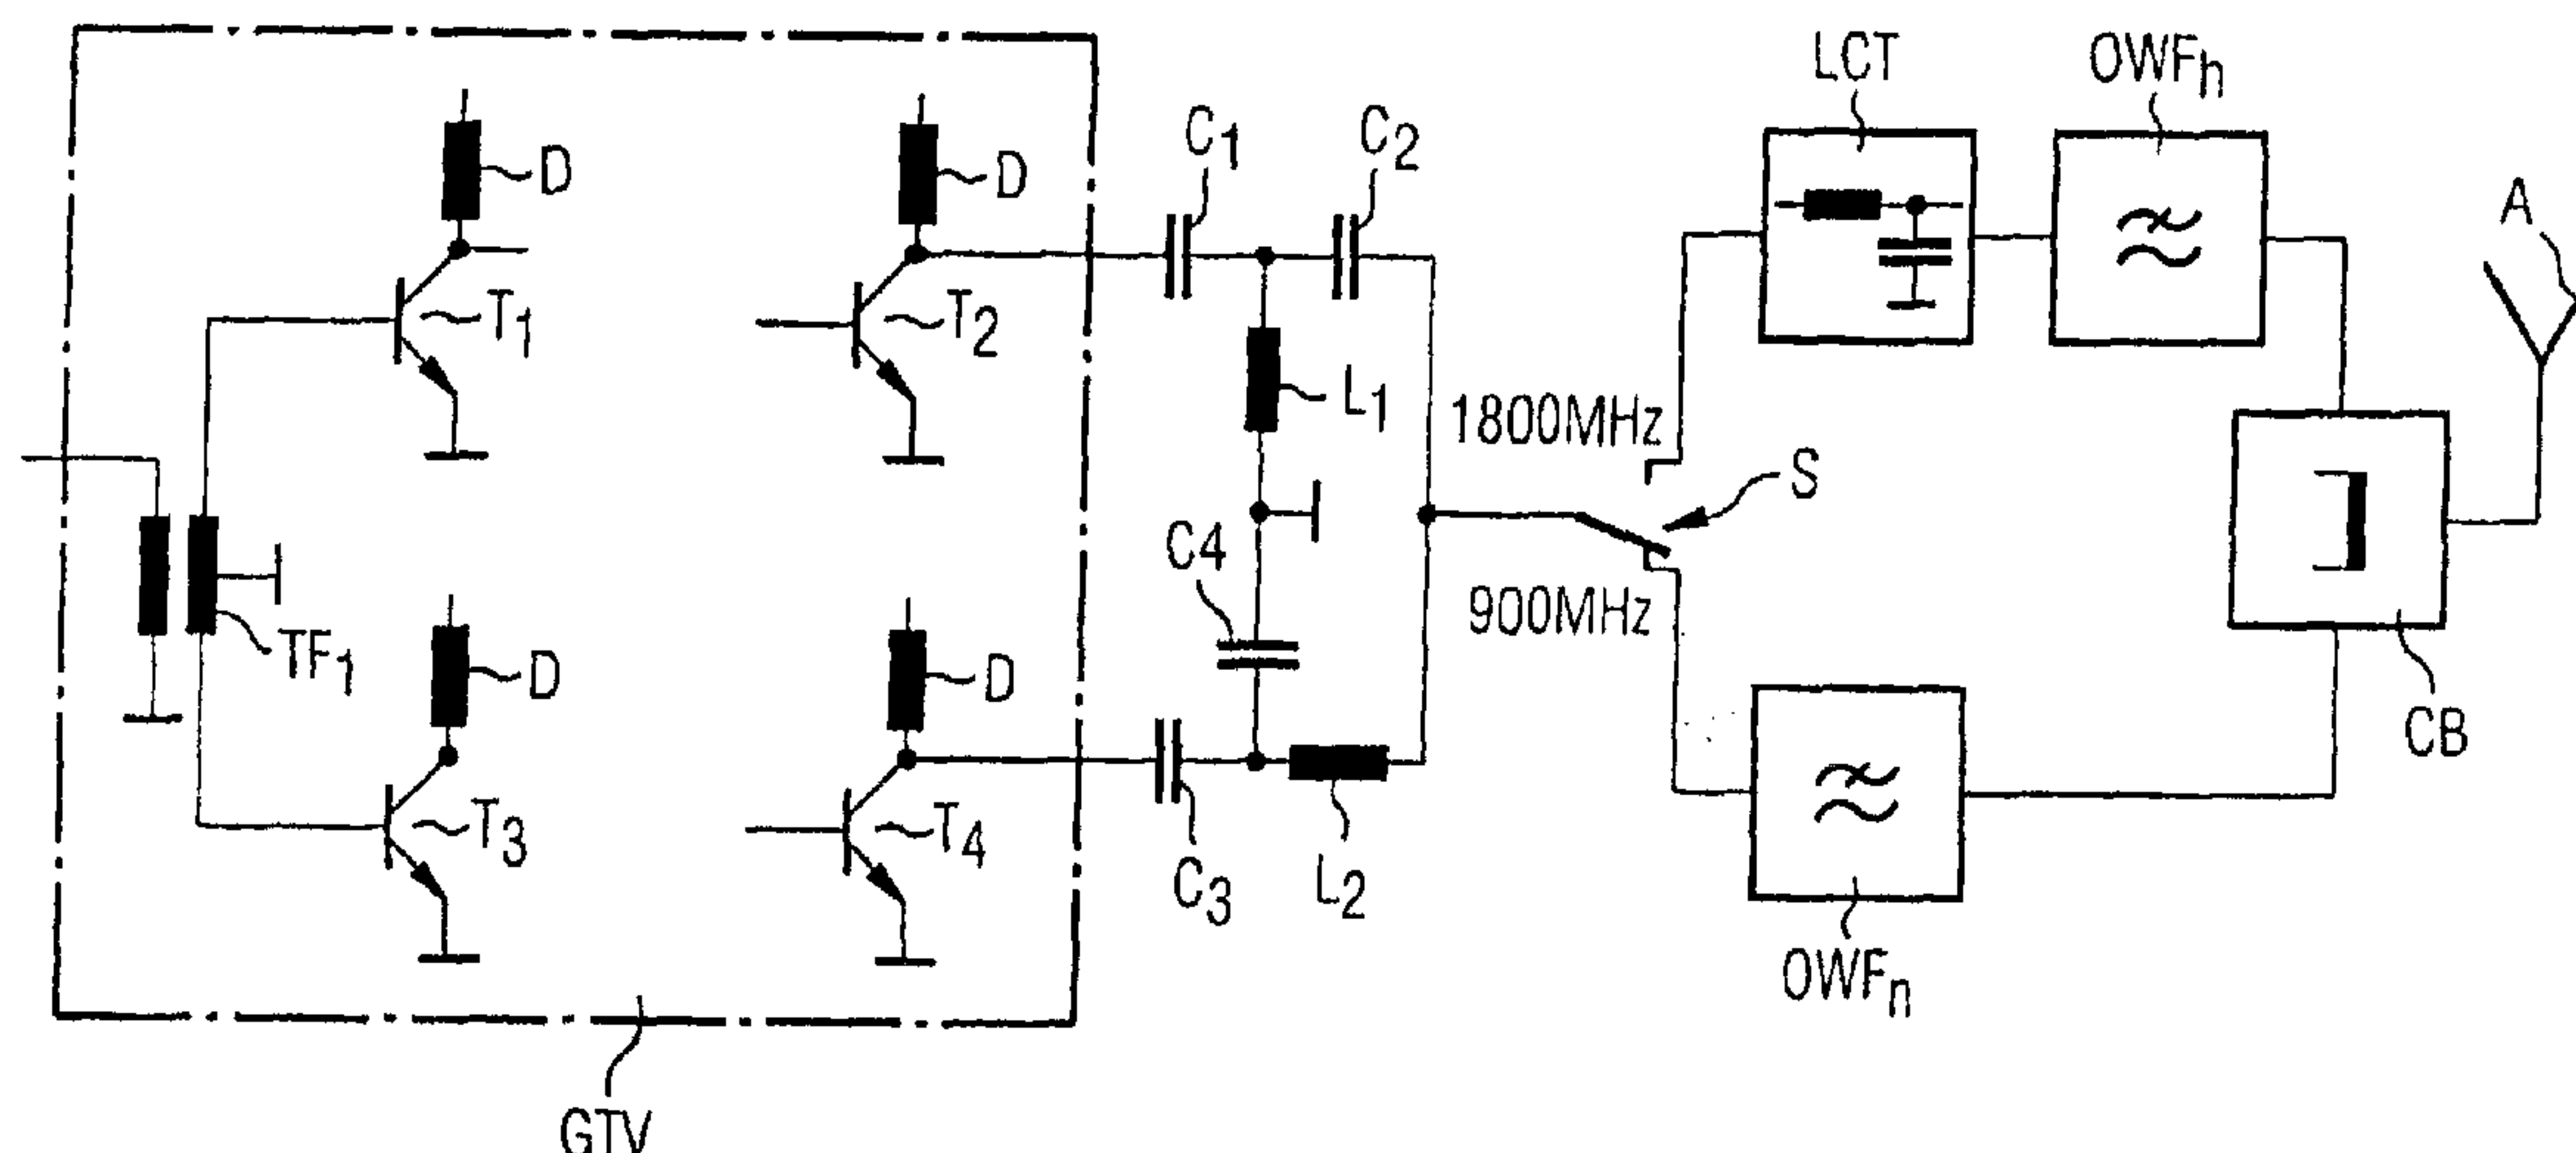 LCT
OWFh
C1
C2
A
D
D
T1
T2
L1
1800MHz
S
C4
900MHz
TF1
D
D
CB
T3
T4
C3
L2
OWFn
GTV